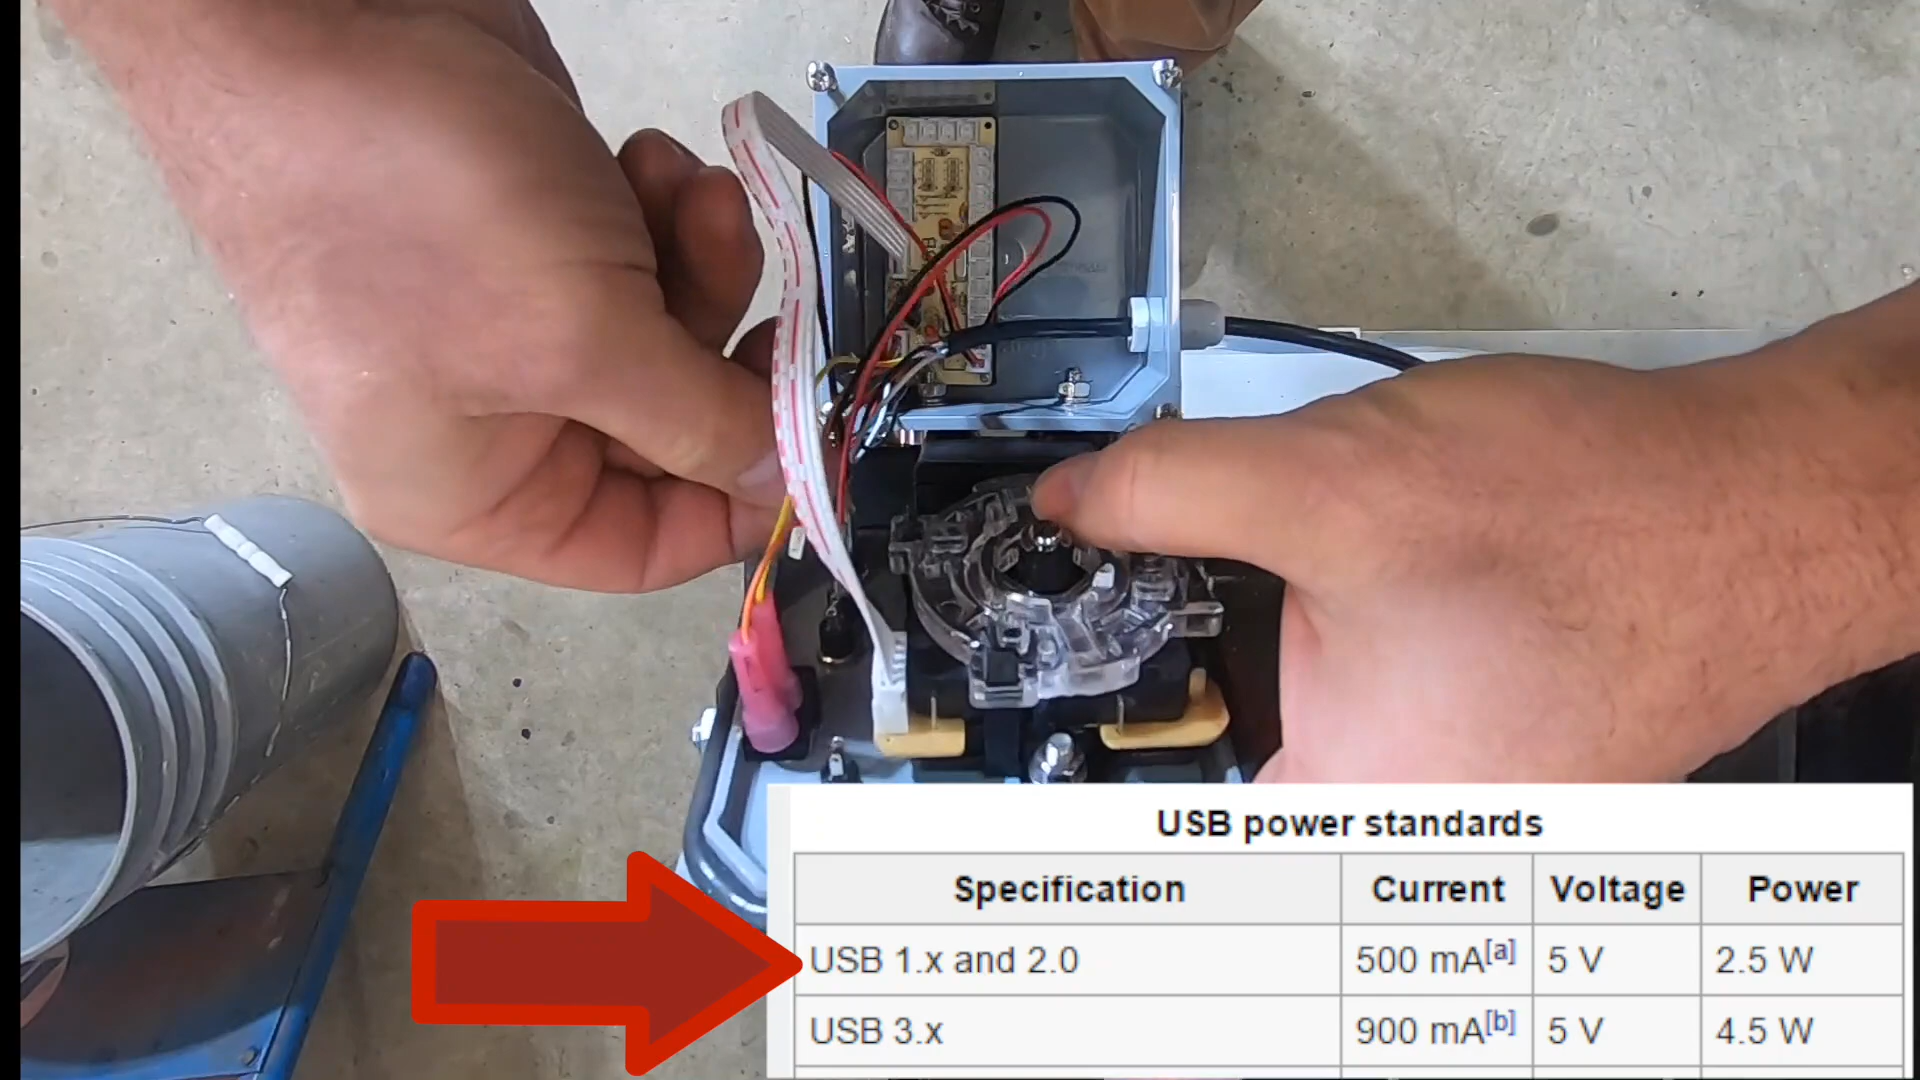 USB power standards
Specification Current Voltage Power
USB 1.x and 2.0 500 mA[a] 5 V 2.5 W
USB 3.x 900 mA[b] 5 V 4.5 W